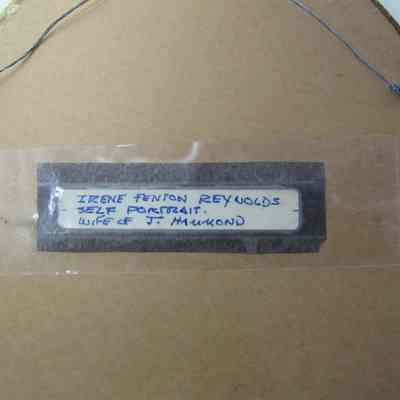 IRENE FENTON REYNOLDS
SELF PORTRAIT.
WIFE OF J. HAMMOND